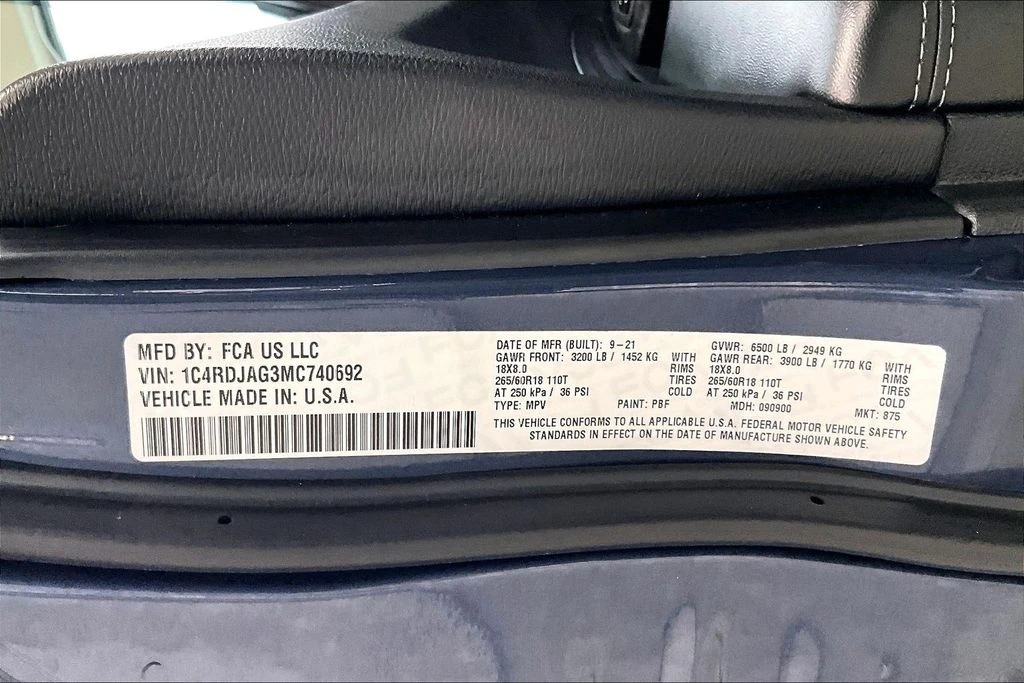 MFD BY: FCA US LLC
VIN: 1C4RDJAG3MC740692
VEHICLE MADE IN: U.S.A.
DATE OF MFR (BUILT): 9-21
GAWR FRONT: 3200 LB / 1452 KG WITH
18X8.0 RIMS
265/60R18 110T TIRES
AT 250 kPa / 36 PSI COLD
TYPE: MPV PAINT: PBF
GVWR: 6500 LB / 2949 KG
GAWR REAR: 3900 LB / 1770 KG WITH
18X8.0 RIMS
265/60R18 110T TIRES
AT 250 kPa / 36 PSI COLD
MDH: 090900 MKT: 875
THIS VEHICLE CONFORMS TO ALL APPLICABLE U.S.A. FEDERAL MOTOR VEHICLE SAFETY
STANDARDS IN EFFECT ON THE DATE OF MANUFACTURE SHOWN ABOVE.